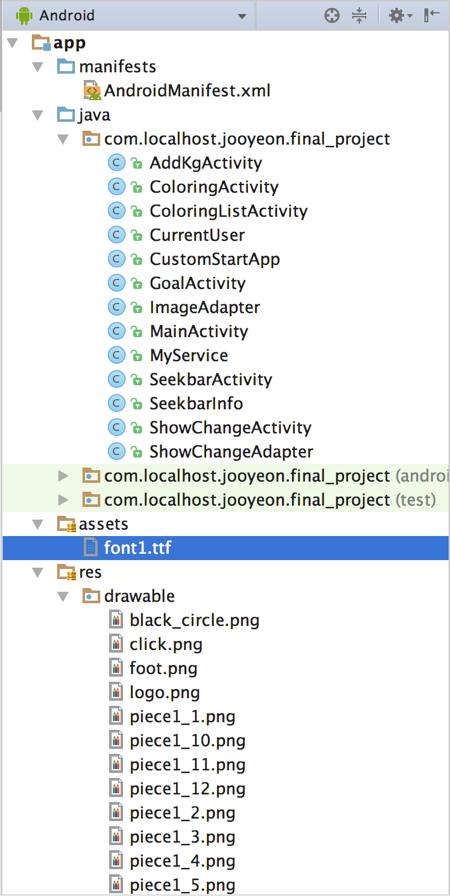 Android
app
manifests
AndroidManifest.xml
java
com.localhost.jooyeon.final_project
AddKgActivity
ColoringActivity
ColoringListActivity
CurrentUser
CustomStartApp
GoalActivity
ImageAdapter
MainActivity
MyService
SeekbarActivity
SeekbarInfo
ShowChangeActivity
ShowChangeAdapter
com.localhost.jooyeon.final_project (androi
com.localhost.jooyeon.final_project (test)
assets
font1.ttf
res
drawable
black_circle.png
click.png
foot.png
logo.png
piece1_1.png
piece1_10.png
piece1_11.png
piece1_12.png
piece1_2.png
piece1_3.png
piece1_4.png
piece1_5.png